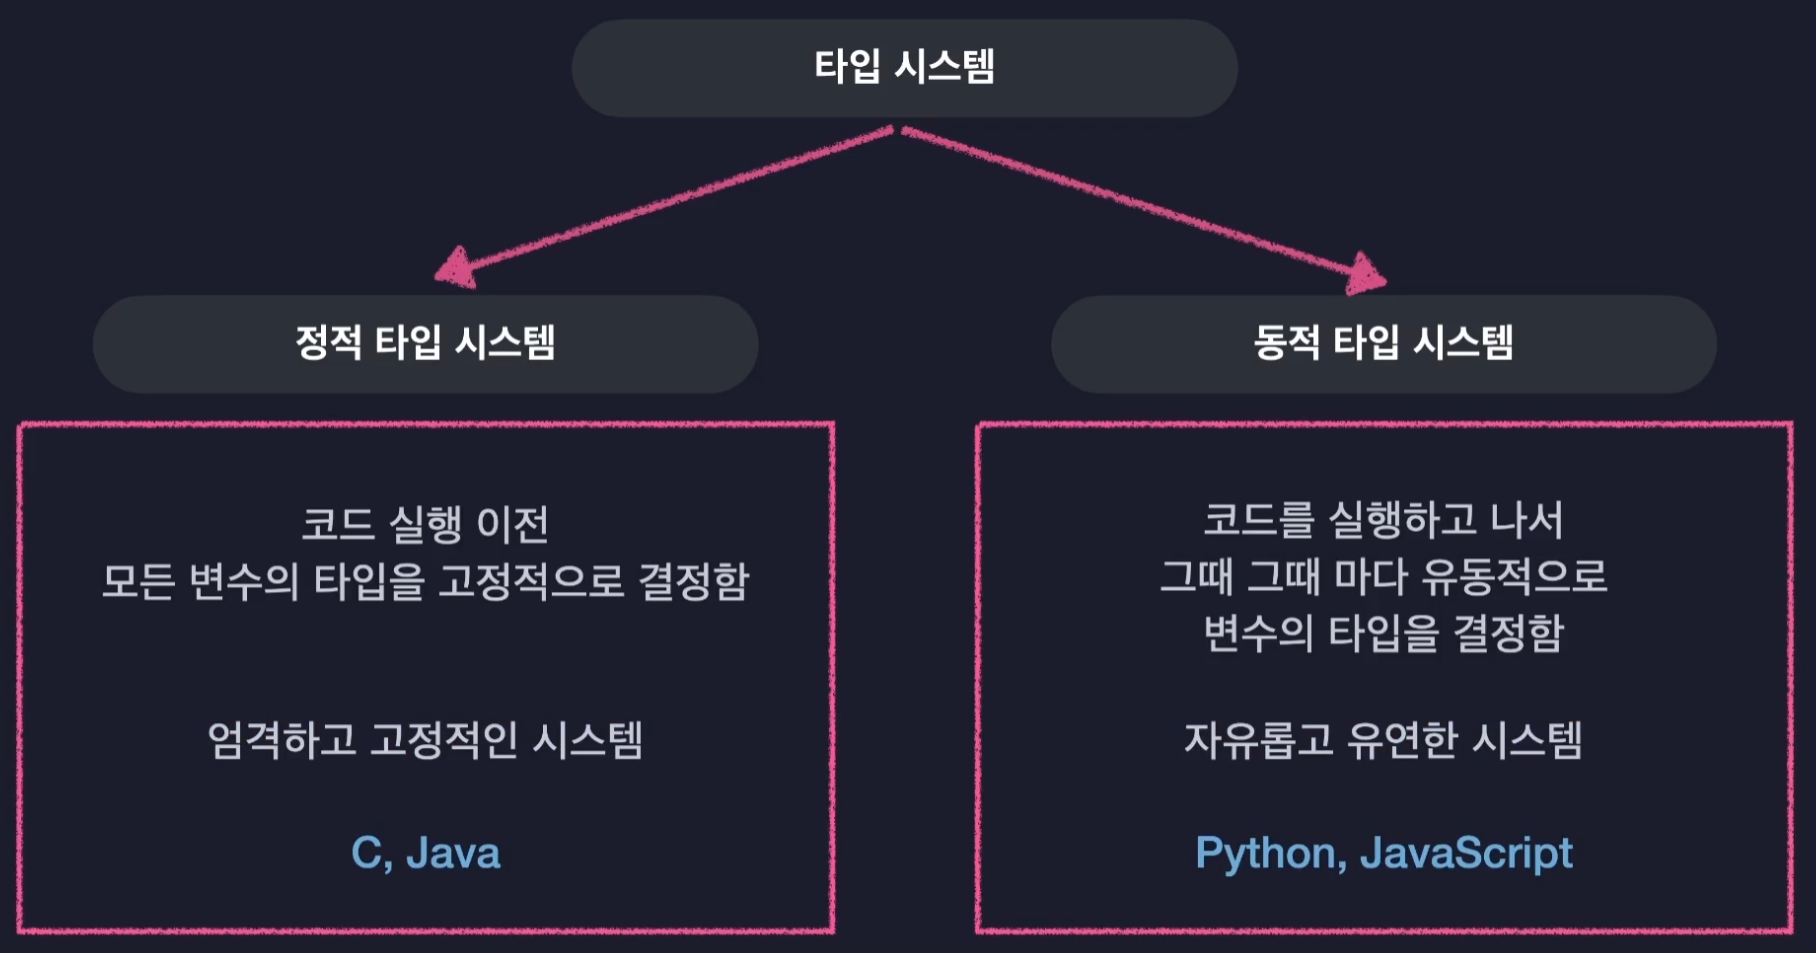 타입 시스템
정적 타입 시스템
코드 실행 이전
모든 변수의 타입을 고정적으로 결정함
엄격하고 고정적인 시스템
C, Java
동적 타입 시스템
코드를 실행하고 나서
그때 그때 마다 유동적으로
변수의 타입을 결정함
자유롭고 유연한 시스템
Python, JavaScript